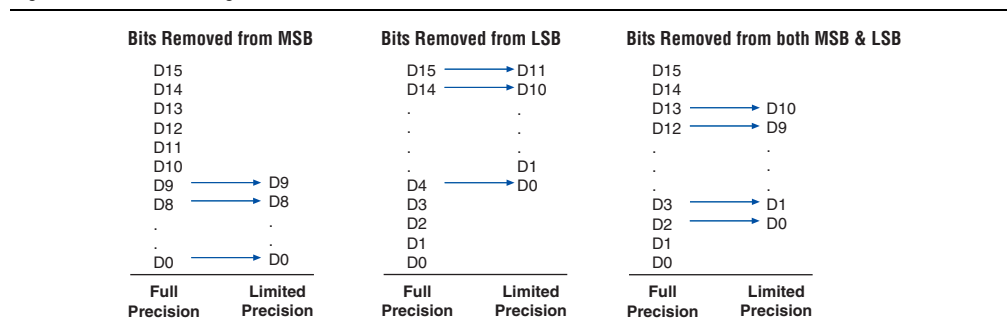 Bits Removed from MSB
D15
D14
D13
D12
D11
D10
D9 D9
D8 D8
. .
. .
D0 D0
Full Limited
Precision Precision
Bits Removed from LSB
D15 D11
D14 D10
. .
. .
. .
D1
D4 D0
D3
D2
D1
D0
Full Limited
Precision Precision
Bits Removed from both MSB & LSB
D15
D14
D13 D10
D12 D9
. .
. .
. .
D3 D1
D2 D0
D1
D0
Full Limited
Precision Precision